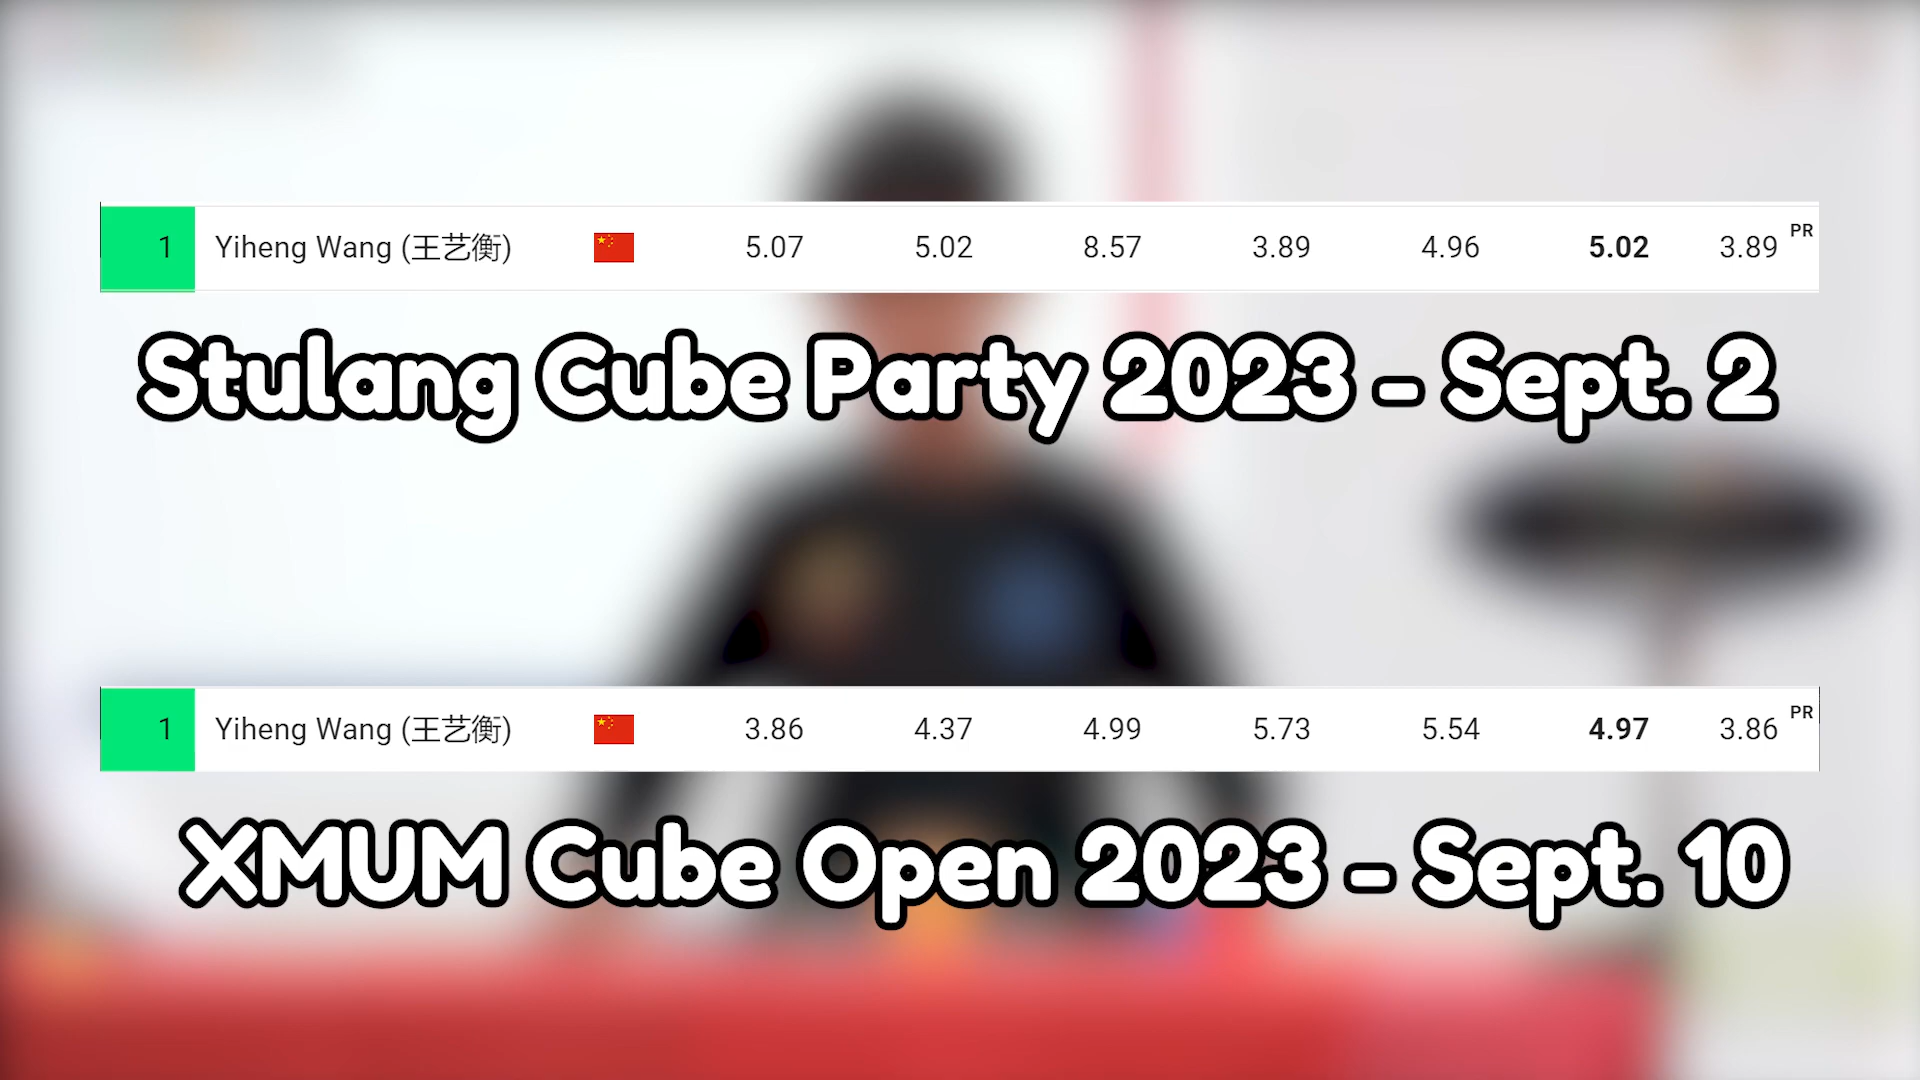 1 Yiheng Wang (王艺衡) 5.07 5.02 8.57 3.89 4.96 5.02 3.89 PR
Stulang Cube Party 2023 - Sept. 2
1 Yiheng Wang (王艺衡) 3.86 4.37 4.99 5.73 5.54 4.97 3.86 PR
XMUM Cube Open 2023 - Sept. 10